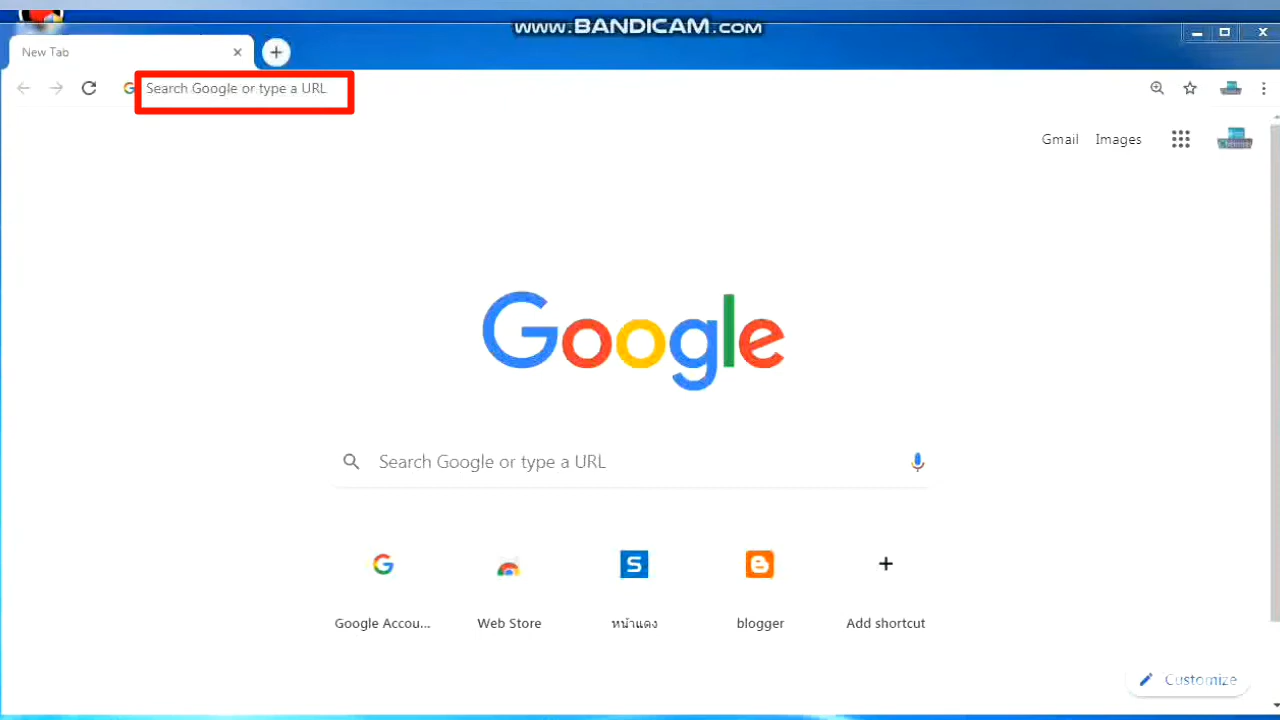 www.BANDICAM.com
New Tab
Search Google or type a URL
Gmail Images
Google
Search Google or type a URL
S
Google Accou... Web Store หน้าแดง blogger Add shortcut
Customize